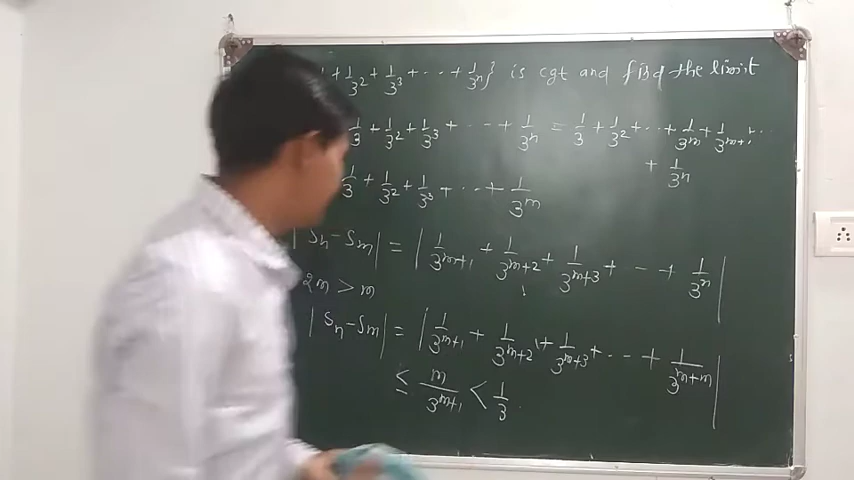 + 1/3² + 1/3³ + ... + 1/3ⁿ} is cgt and find the limit
1/3 + 1/3² + 1/3³ + ... + 1/3ⁿ = 1/3 + 1/3² + ... + 1/3ᵐ + 1/3ᵐ⁺¹ + ...
+ 1/3ⁿ
1/3 + 1/3² + 1/3³ + ... + 1/3ᵐ
| Sₙ - Sₘ | = | 1/3ᵐ⁺¹ + 1/3ᵐ⁺² + 1/3ᵐ⁺³ + - - + 1/3ⁿ |
2m > m
| Sₙ - Sₘ | = | 1/3ᵐ⁺¹ + 1/3ᵐ⁺² + 1/3ᵐ⁺³ + ... + 1/3ᵐ⁺ᵐ |
≤ m/3ᵐ⁺¹ < 1/3